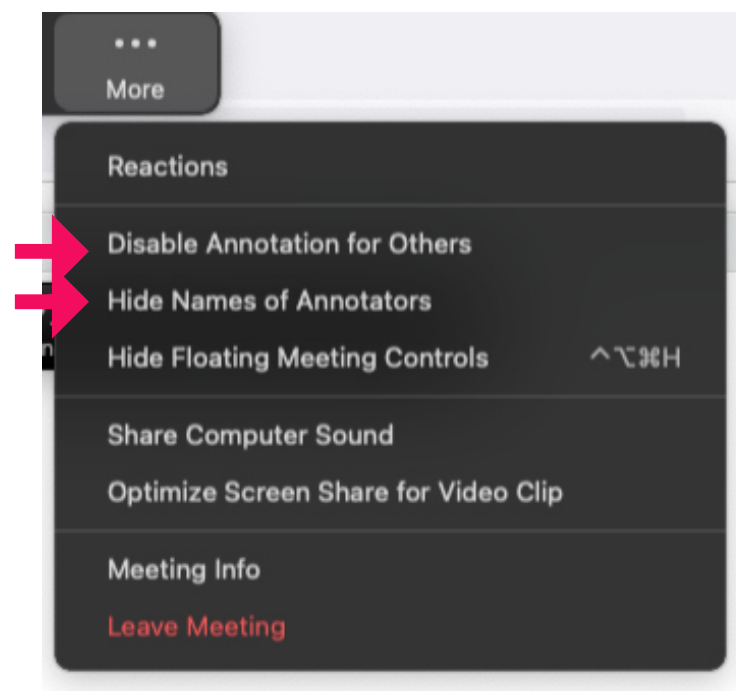 More
Reactions
Disable Annotation for Others
Hide Names of Annotators
Hide Floating Meeting Controls ^⌥⌘H
Share Computer Sound
Optimize Screen Share for Video Clip
Meeting Info
Leave Meeting